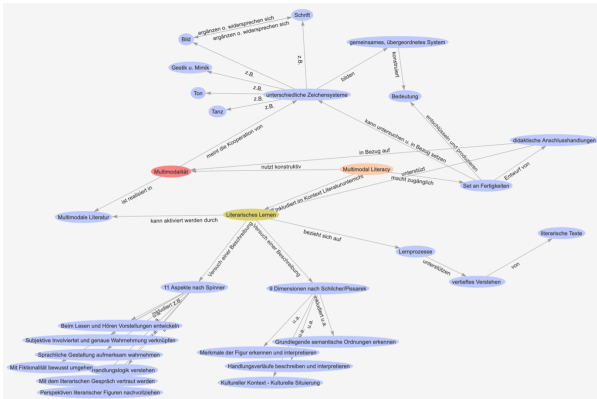 Schrift
ergänzen o. widersprechen sich
ergänzen o. widersprechen sich
Bild
gemeinsames, übergeordnetes System
z.B.
Gestik u. Mimik
z.B.
konstruiert
z.B.
bilden
Ton
z.B.
unterschiedliche Zeichensysteme
Bedeutung
z.B.
Tanz
meint die Kooperation von
kann untersuchen u. in Bezug setzen
entschlüsseln und produzieren
didaktische Anschlusshandlungen
in Bezug auf
Multimodalität
nutzt konstruktiv
Multimodal Literacy
unterstützt
Entwurf von
macht zugänglich
Set an Fertigkeiten
ist realisiert in
inkludiert im Kontext Literaturunterricht
Multimodale Literatur
kann aktiviert werden durch
Literarisches Lernen
bezieht sich auf
literarische Texte
Versuch einer Beschreibung
Versuch einer Beschreibung
Lernprozesse
unterstützen
von
vertieftes Verstehen
11 Aspekte nach Spinner
9 Dimensionen nach Schilcher/Pissarek
inkludiert z.B.
u.a.
u.a.
inkludiert u.a.
Beim Lesen und Hören Vorstellungen entwickeln
Subjektive Involviertet und genaue Wahrnehmung verknüpfen
Grundlegende semantische Ordnungen erkennen
Sprachliche Gestaltung aufmerksam wahrnehmen
Merkmale der Figur erkennen und interpretieren
Mit Fiktionalität bewusst umgehen
Handlungslogik verstehen
Handlungsverläufe beschreiben und interpretieren
Mit dem literarischen Gespräch vertraut werden
Kultureller Kontext - Kulturelle Situierung
Perspektiven literarischer Figuren nachvollziehen